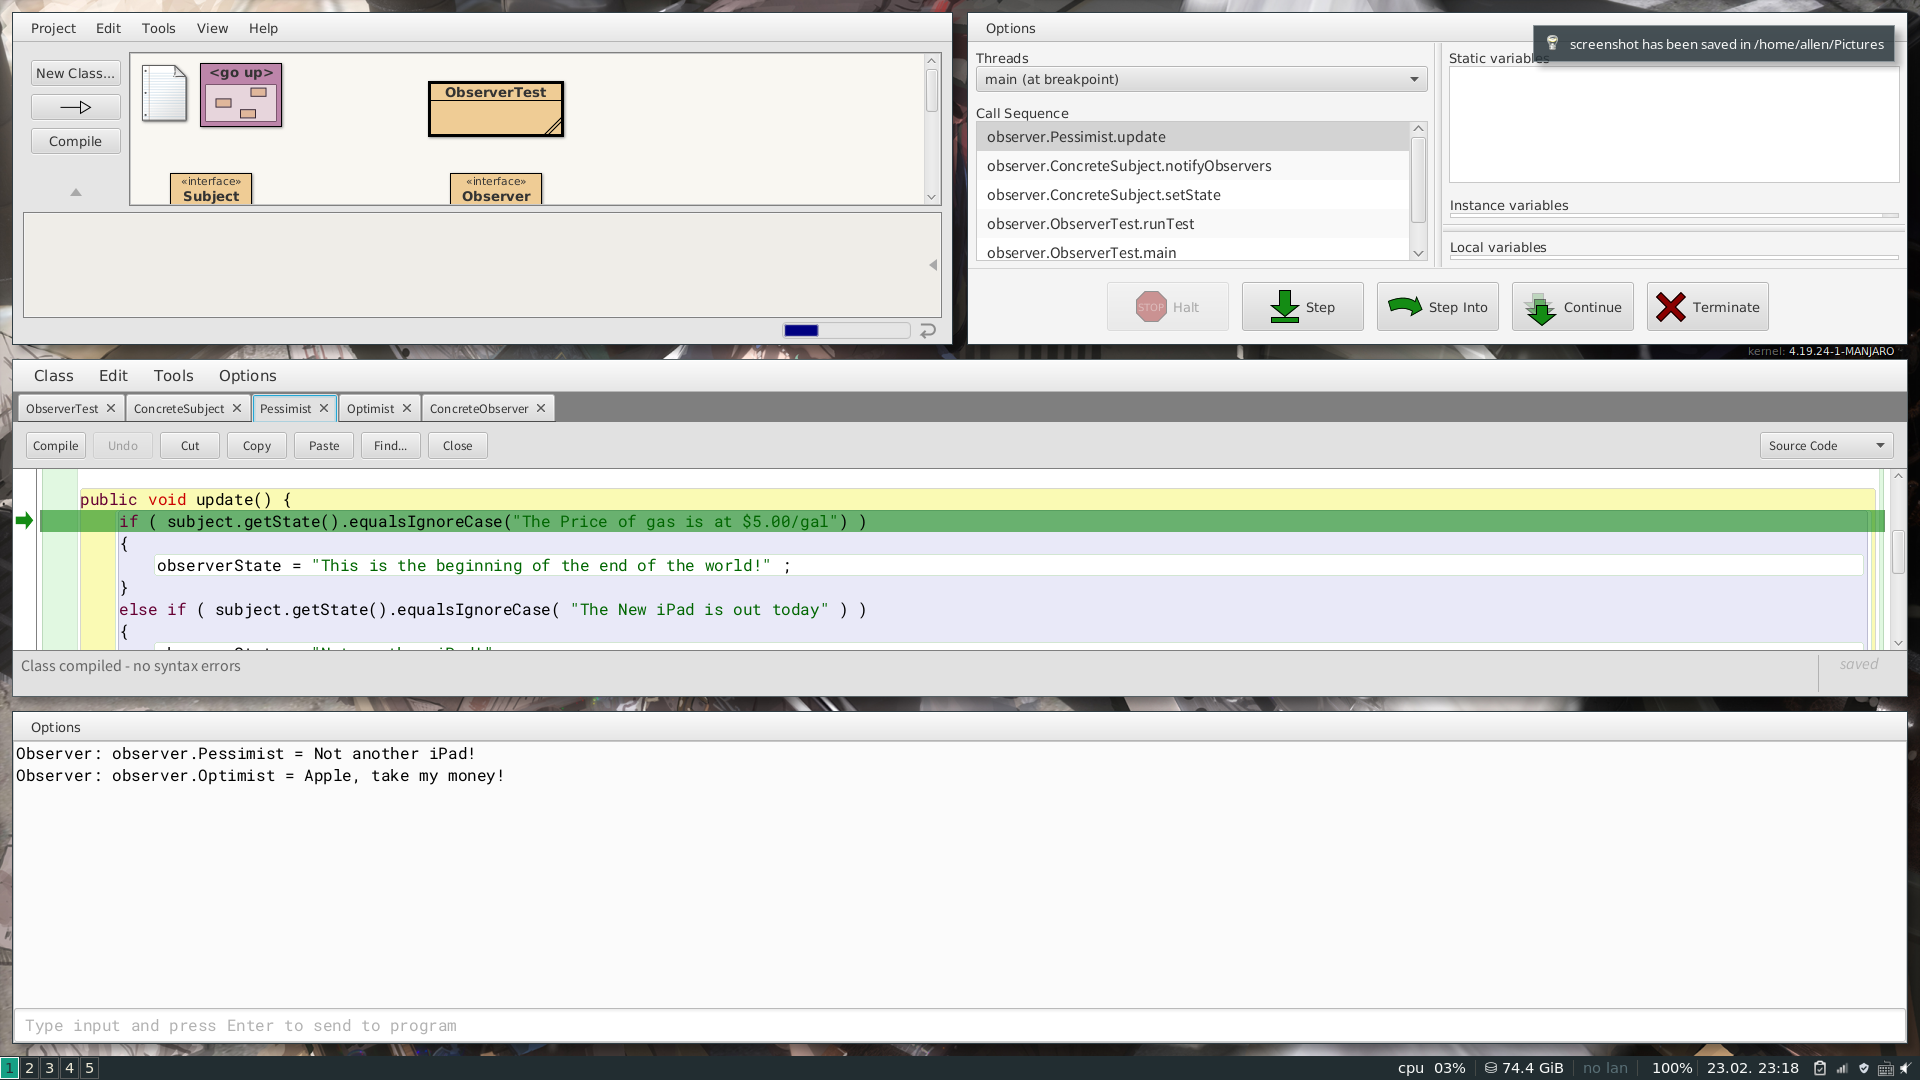 Project Edit Tools View Help
New Class...
Compile
<go up>
ObserverTest
«interface»
Subject
«interface»
Observer
Options
screenshot has been saved in /home/allen/Pictures
Threads
main (at breakpoint)
Call Sequence
observer.Pessimist.update
observer.ConcreteSubject.notifyObservers
observer.ConcreteSubject.setState
observer.ObserverTest.runTest
observer.ObserverTest.main
Static variables
Instance variables
Local variables
STOP Halt
Step
Step Into
Continue
Terminate
kernel: 4.19.24-1-MANJARO
Class Edit Tools Options
ObserverTest ✕ ConcreteSubject ✕ Pessimist ✕ Optimist ✕ ConcreteObserver ✕
Compile Undo Cut Copy Paste Find... Close
Source Code
public void update() {
if ( subject.getState().equalsIgnoreCase("The Price of gas is at $5.00/gal") )
{
observerState = "This is the beginning of the end of the world!" ;
}
else if ( subject.getState().equalsIgnoreCase( "The New iPad is out today" ) )
{
Class compiled - no syntax errors
saved
Options
Observer: observer.Pessimist = Not another iPad!
Observer: observer.Optimist = Apple, take my money!
Type input and press Enter to send to program
1 2 3 4 5
cpu 03% 74.4 GiB no lan 100% 23.02. 23:18